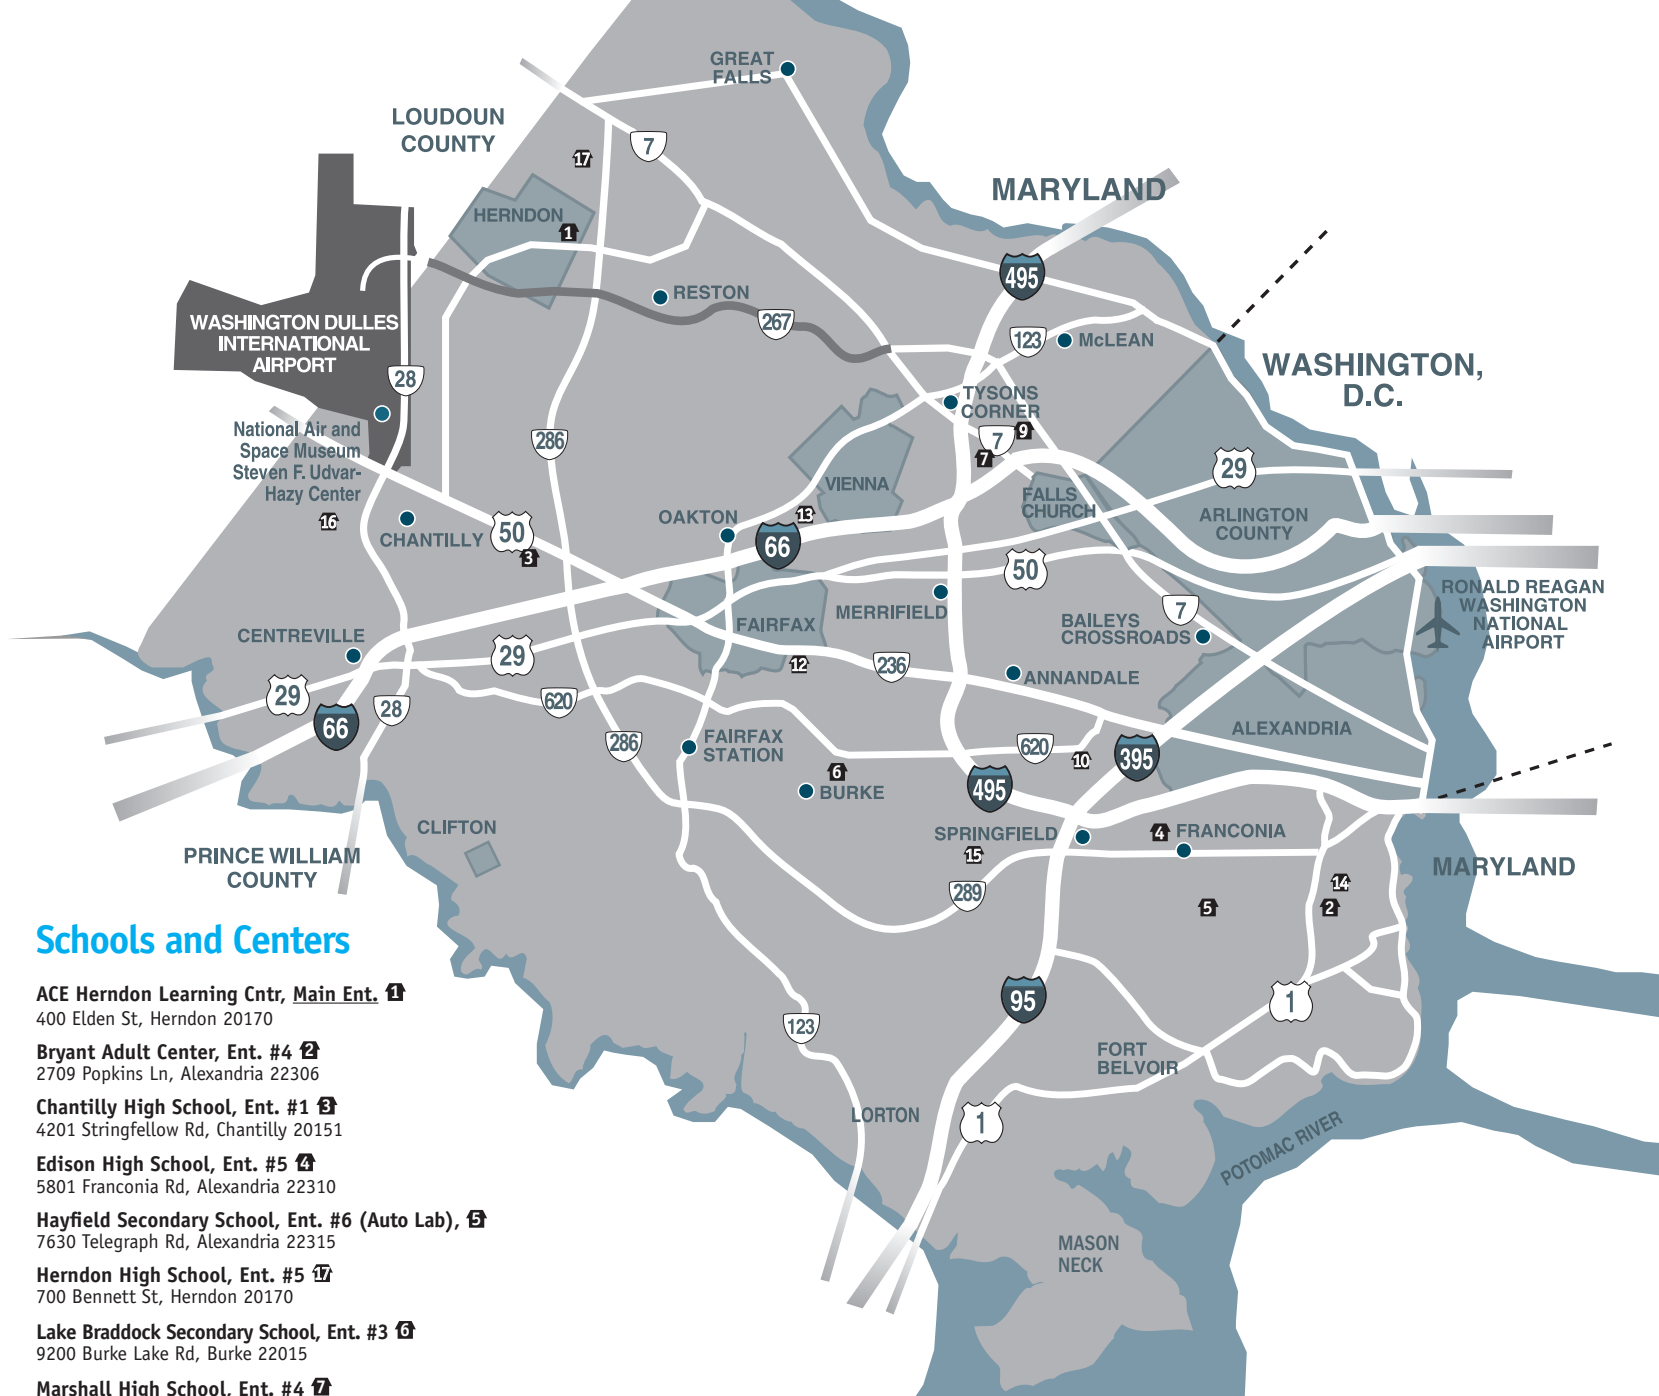 GREAT
FALLS
LOUDOUN
COUNTY
7
17
MARYLAND
HERNDON
1
495
RESTON
267
WASHINGTON DULLES
INTERNATIONAL
AIRPORT
123
McLEAN
28
WASHINGTON,
D.C.
TYSONS
CORNER
National Air and
Space Museum
Steven F. Udvar-
Hazy Center
286
7
9
7
29
VIENNA
FALLS
CHURCH
16
CHANTILLY
50
3
OAKTON
13
66
ARLINGTON
COUNTY
50
MERRIFIELD
7
RONALD REAGAN
WASHINGTON
NATIONAL
AIRPORT
CENTREVILLE
29
FAIRFAX
12
236
BAILEYS
CROSSROADS
ANNANDALE
29
28
66
620
286
FAIRFAX
STATION
620
10
395
ALEXANDRIA
6
BURKE
495
CLIFTON
SPRINGFIELD
4
FRANCONIA
15
PRINCE WILLIAM
COUNTY
MARYLAND
289
5
14
2
95
1
123
FORT
BELVOIR
LORTON
1
POTOMAC RIVER
MASON
NECK
Schools and Centers
ACE Herndon Learning Cntr, Main Ent. 1
400 Elden St, Herndon 20170
Bryant Adult Center, Ent. #4 2
2709 Popkins Ln, Alexandria 22306
Chantilly High School, Ent. #1 3
4201 Stringfellow Rd, Chantilly 20151
Edison High School, Ent. #5 4
5801 Franconia Rd, Alexandria 22310
Hayfield Secondary School, Ent. #6 (Auto Lab), 5
7630 Telegraph Rd, Alexandria 22315
Herndon High School, Ent. #5 17
700 Bennett St, Herndon 20170
Lake Braddock Secondary School, Ent. #3 6
9200 Burke Lake Rd, Burke 22015
Marshall High School, Ent. #4 7